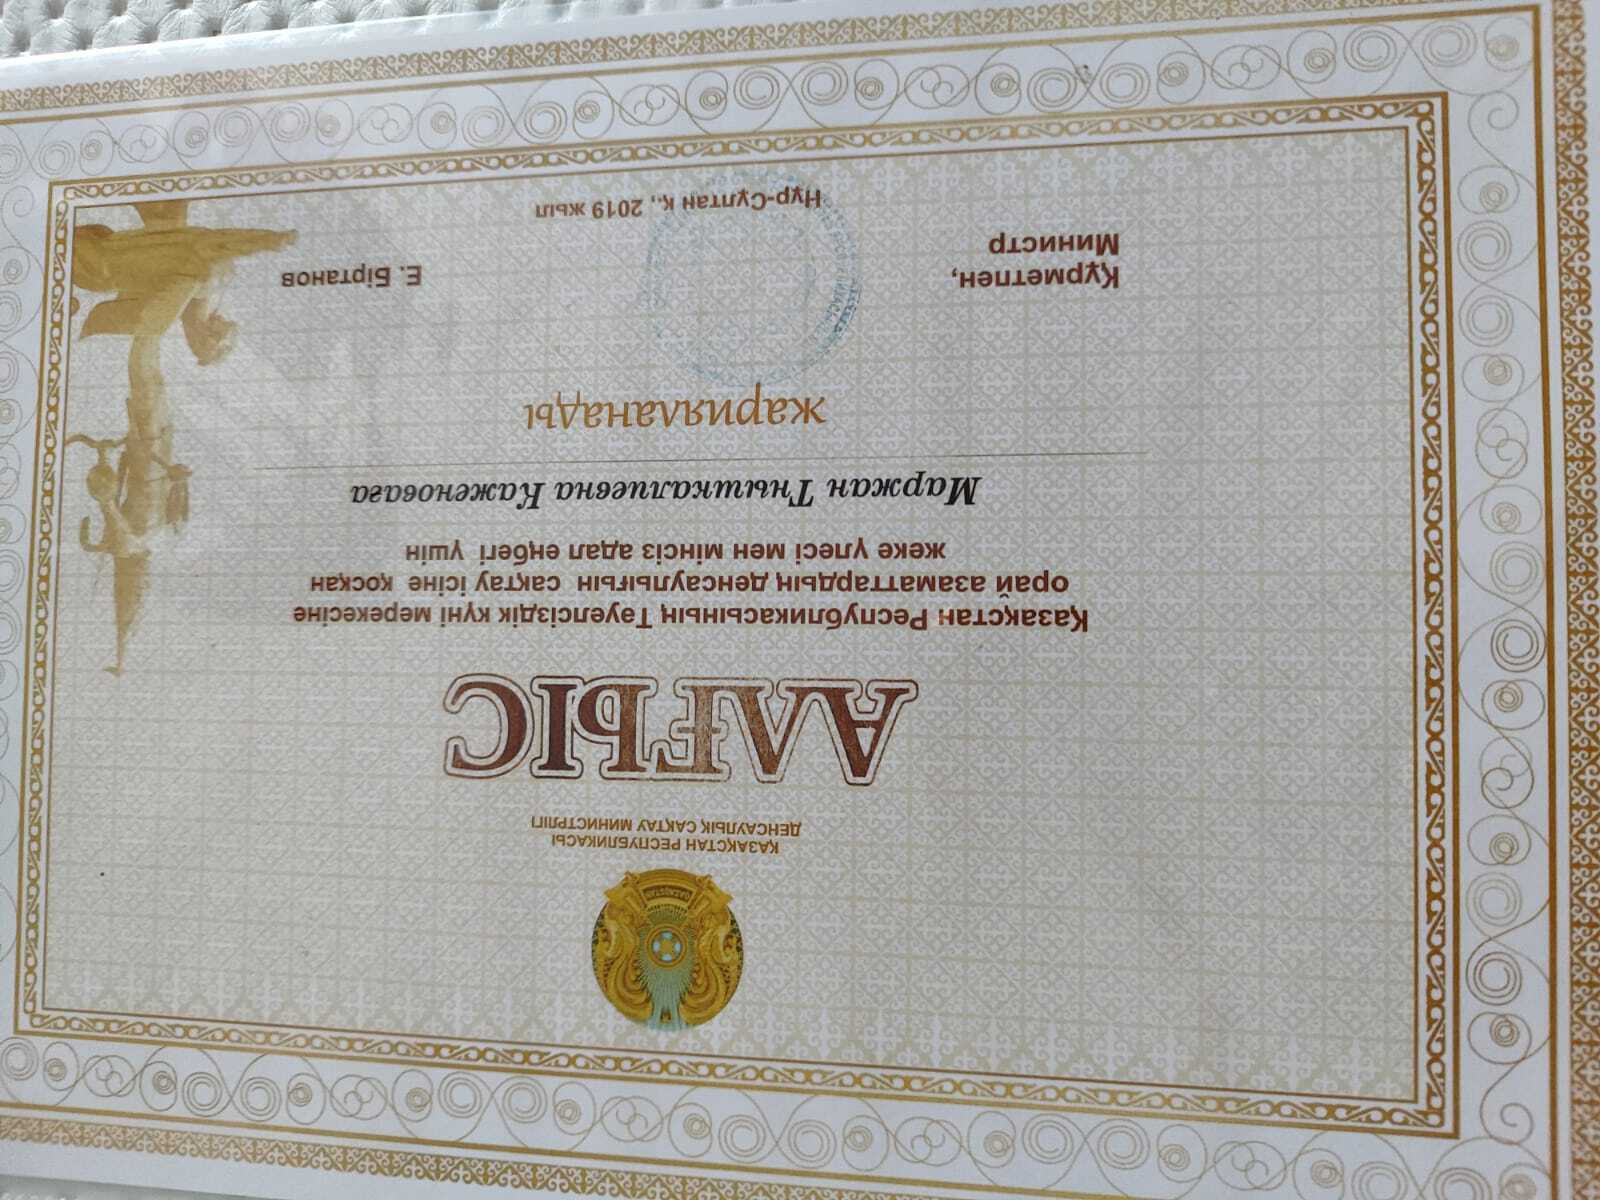 ҚАЗАҚСТАН РЕСПУБЛИКАСЫ
ДЕНСАУЛЫҚ САҚТАУ МИНИСТРЛІГІ
АЛҒЫС
Қазақстан Республикасының Тәуелсіздік күні мерекесіне
орай азаматтардың денсаулығын сақтау ісіне қосқан
жеке үлесі мен мінсіз адал еңбегі үшін
Маржан Тнышкалиевна Каженоваға
жарияланады
Құрметпен,
Министр Е. Біртанов
Нұр-Сұлтан қ., 2019 жыл